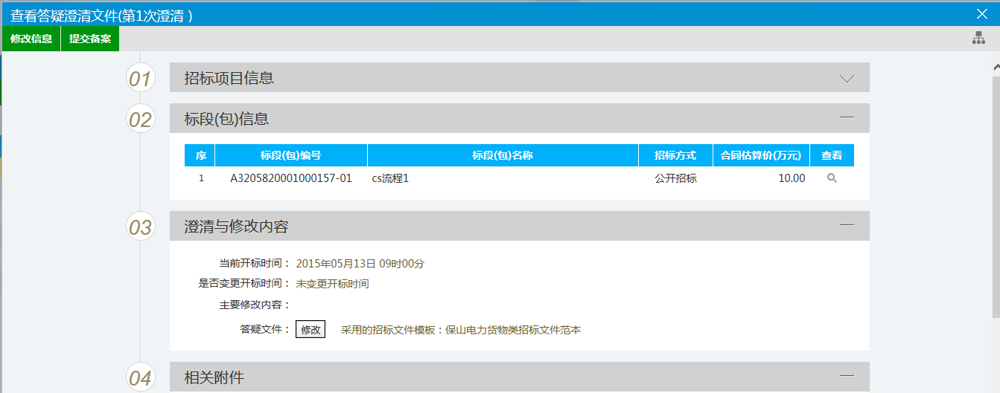 查看答疑澄清文件(第1次澄清 )
修改信息 提交备案
01 招标项目信息
02 标段(包)信息
序 标段(包)编号 标段(包)名称 招标方式 合同估算价(万元) 查看
1 A3205820001000157-01 cs流程1 公开招标 10.00
03 澄清与修改内容
当前开标时间： 2015年05月13日 09时00分
是否变更开标时间： 未变更开标时间
主要修改内容：
答疑文件： 修改 采用的招标文件模板：保山电力货物类招标文件范本
04 相关附件